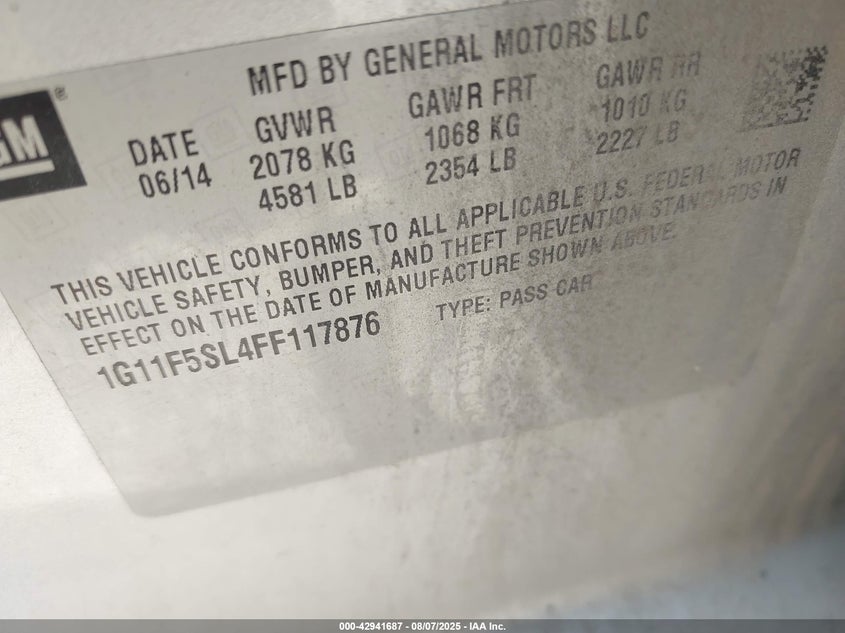 GM ®
MFD BY GENERAL MOTORS LLC
DATE GVWR GAWR FRT GAWR RR
06/14 2078 KG 1068 KG 1010 KG
4581 LB 2354 LB 2227 LB
THIS VEHICLE CONFORMS TO ALL APPLICABLE U.S. FEDERAL MOTOR
VEHICLE SAFETY, BUMPER, AND THEFT PREVENTION STANDARDS IN
EFFECT ON THE DATE OF MANUFACTURE SHOWN ABOVE.
1G11F5SL4FF117876 TYPE: PASS CAR
000-42941687 - 08/07/2025 - IAA Inc.